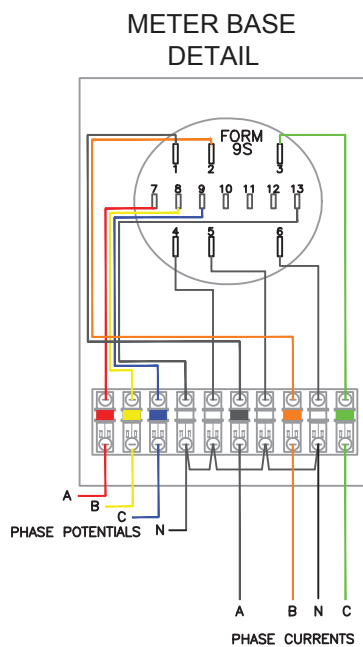 METER BASE
DETAIL
FORM
9S
1 2 3
7 8 9 10 11 12 13
4 5 6
A
B
C
PHASE POTENTIALS N
A B N C
PHASE CURRENTS